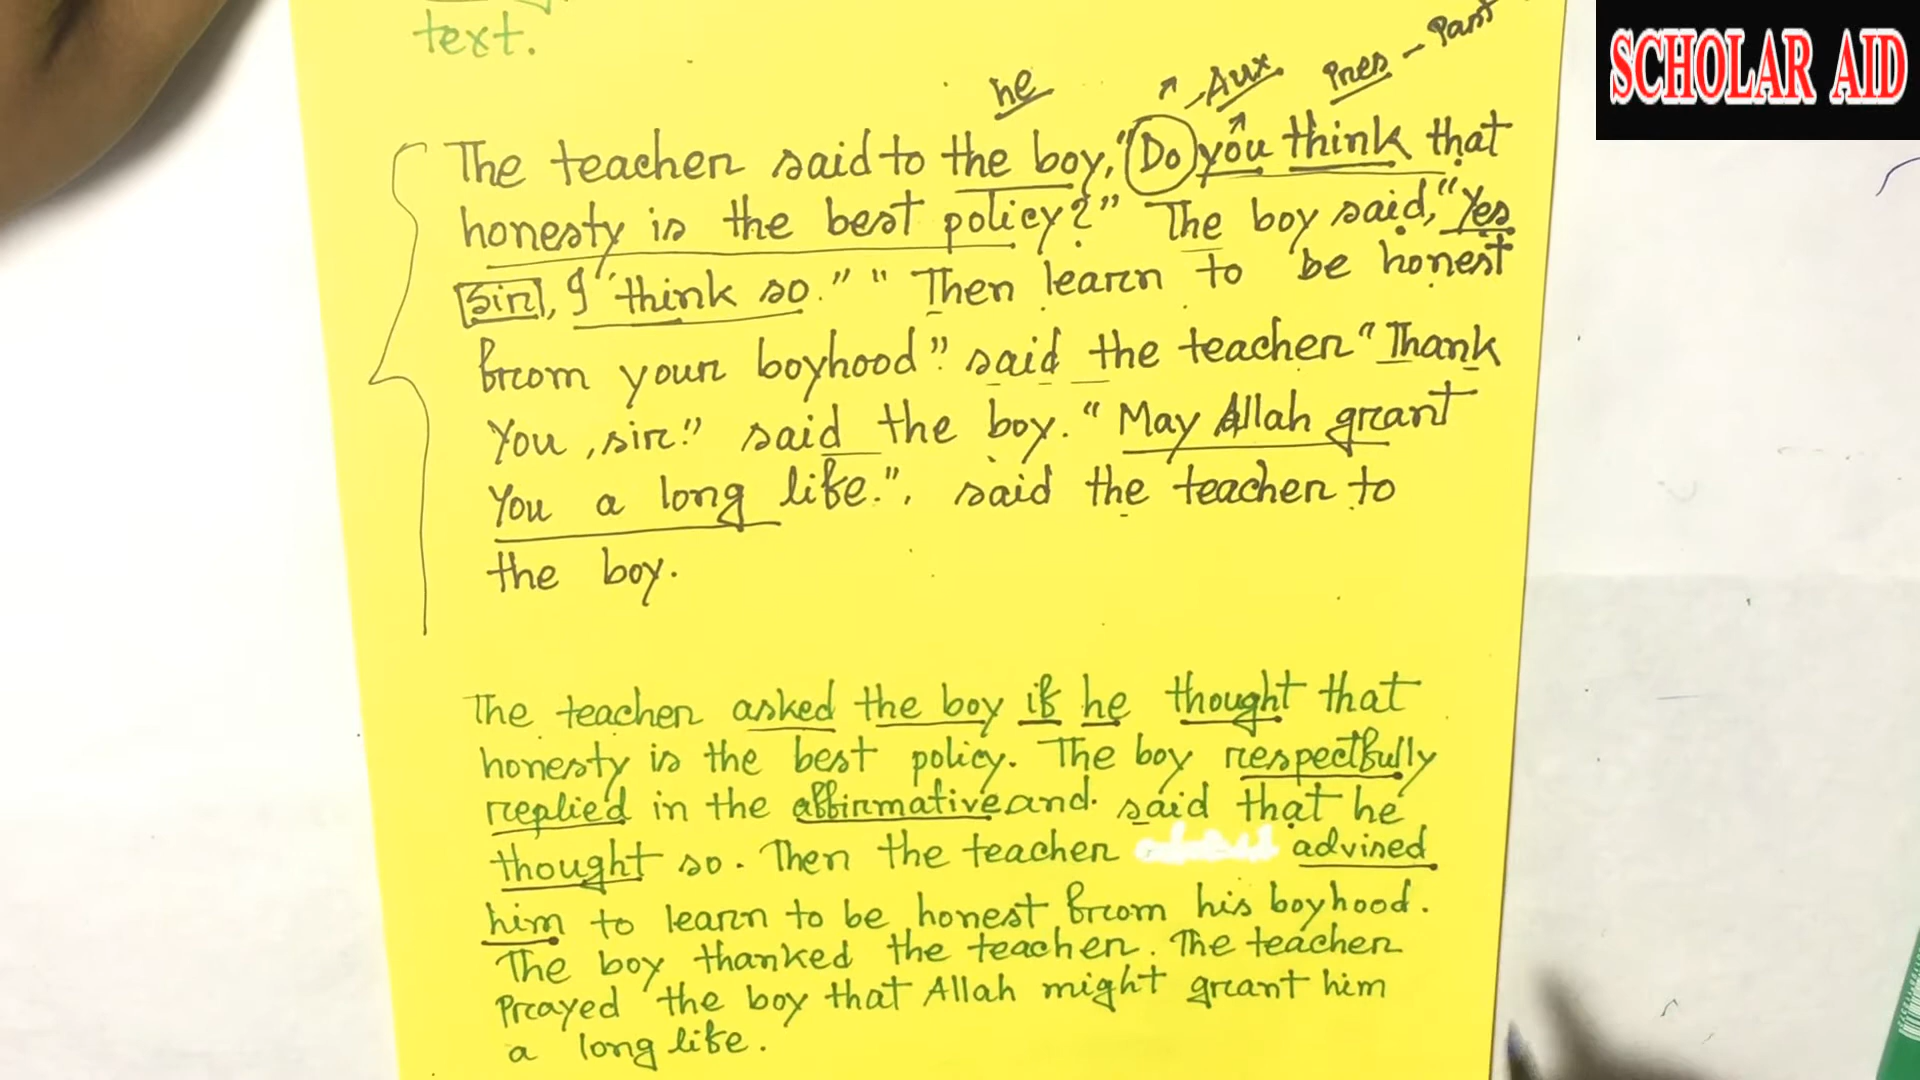 text.
he
Aux
Pres - Past
SCHOLAR AID
The teacher said to the boy, "Do you think that
honesty is the best policy?" The boy said, "Yes
sir, I think so." "Then learn to be honest
from your boyhood". said the teacher "Thank
You, sir." said the boy. "May Allah grant
You a long life.". said the teacher to
the boy.
The teacher asked the boy if he thought that
honesty is the best policy. The boy respectfully
replied in the affirmative and said that he
thought so. Then the teacher advised
him to learn to be honest from his boyhood.
The boy thanked the teacher. The teacher
Prayed the boy that Allah might grant him
a long life.